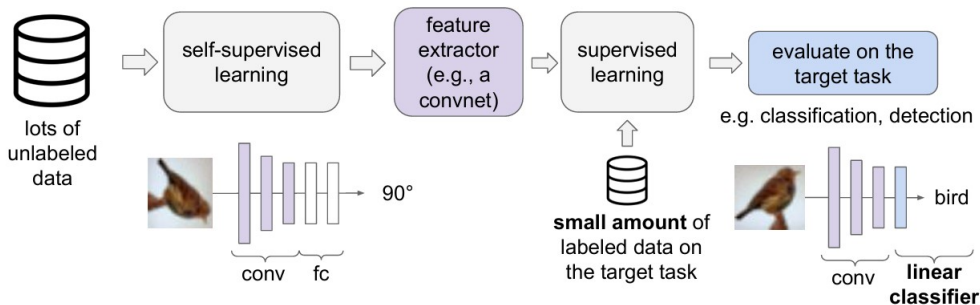 lots of
unlabeled
data
self-supervised
learning
feature
extractor
(e.g., a
convnet)
supervised
learning
evaluate on the
target task
e.g. classification, detection
90°
conv
fc
small amount of
labeled data on
the target task
bird
conv
linear
classifier